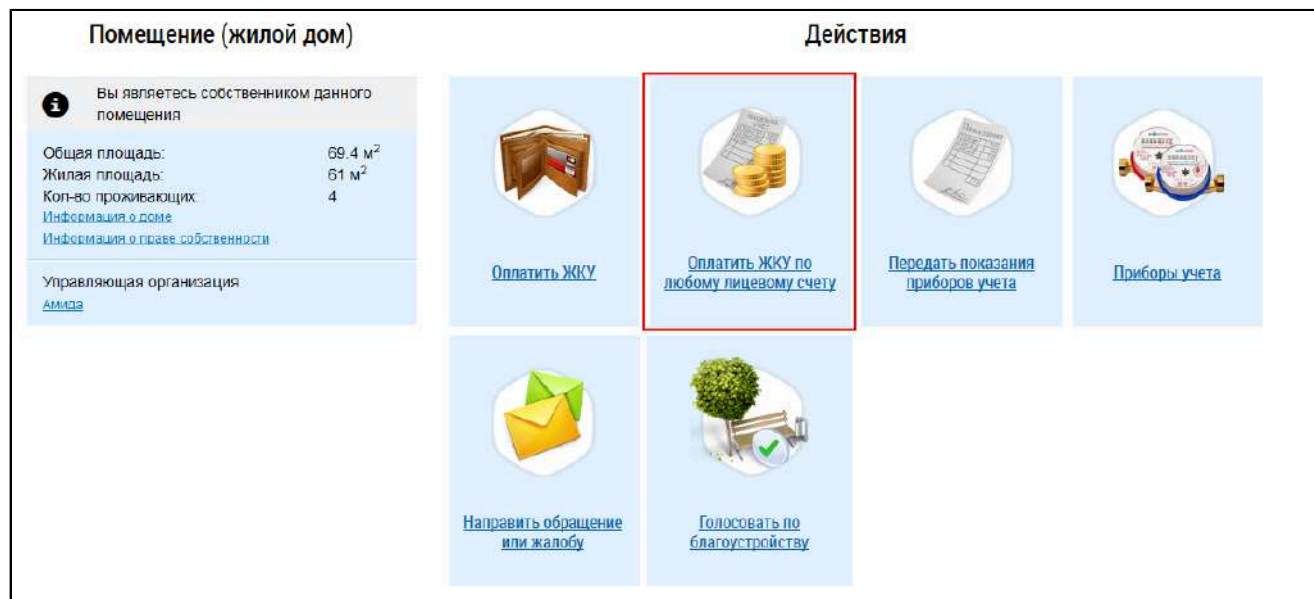 Помещение (жилой дом)
Действия
Вы являетесь собственником данного
помещения
Общая площадь: 69.4 м²
Жилая площадь: 61 м²
Кол-во проживающих: 4
Информация о доме
Информация о праве собственности
Управляющая организация
Амида
Оплатить ЖКУ
Оплатить ЖКУ по
любому лицевому счету
Передать показания
приборов учета
Приборы учета
Направить обращение
или жалобу
Голосовать по
благоустройству